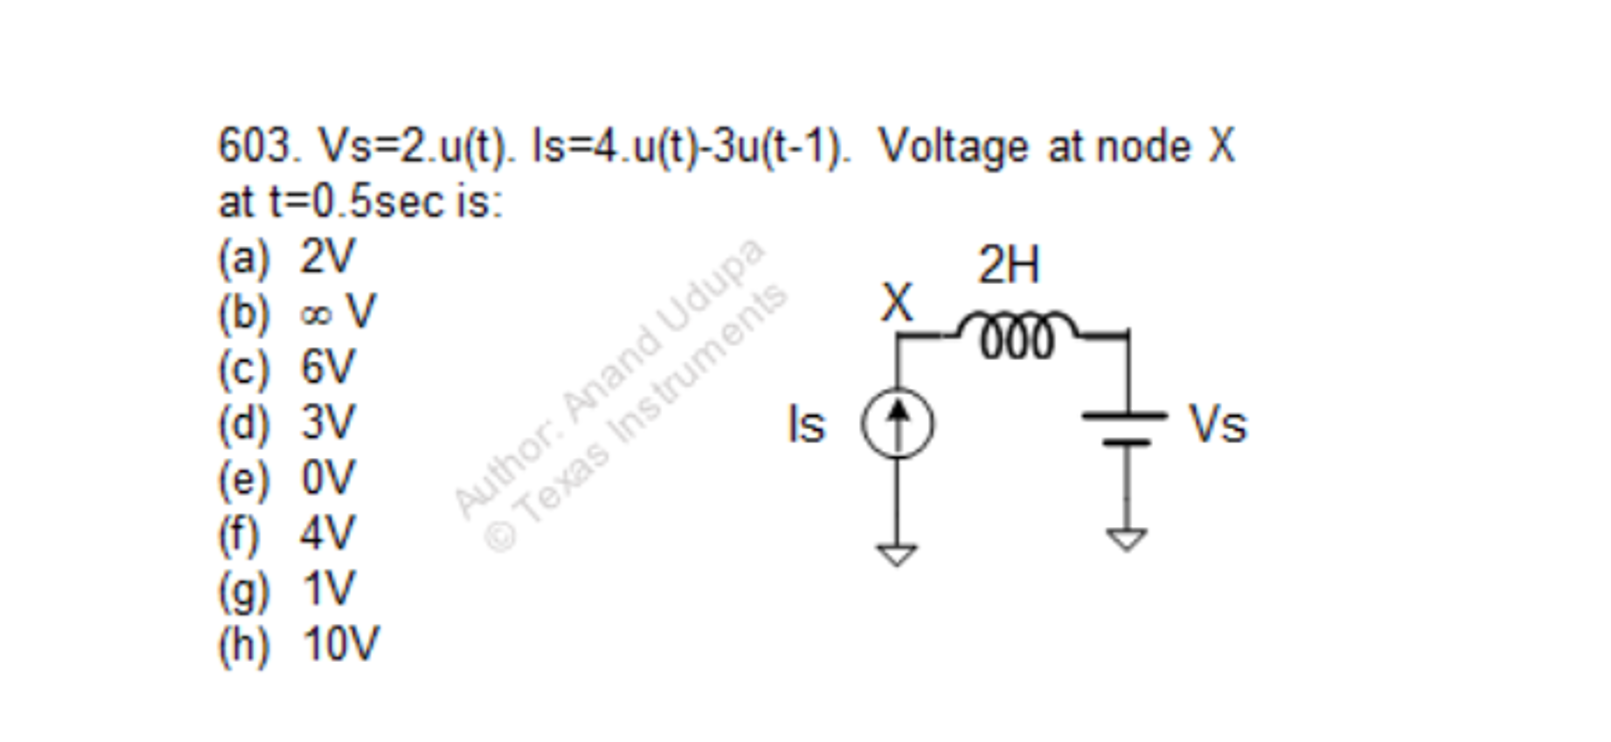 603. Vs=2.u(t). Is=4.u(t)-3u(t-1). Voltage at node X
at t=0.5sec is:
(a) 2V
(b) ∞ V
(c) 6V
(d) 3V
(e) 0V
(f) 4V
(g) 1V
(h) 10V
Author: Anand Udupa
© Texas Instruments
2H
X
Is
Vs